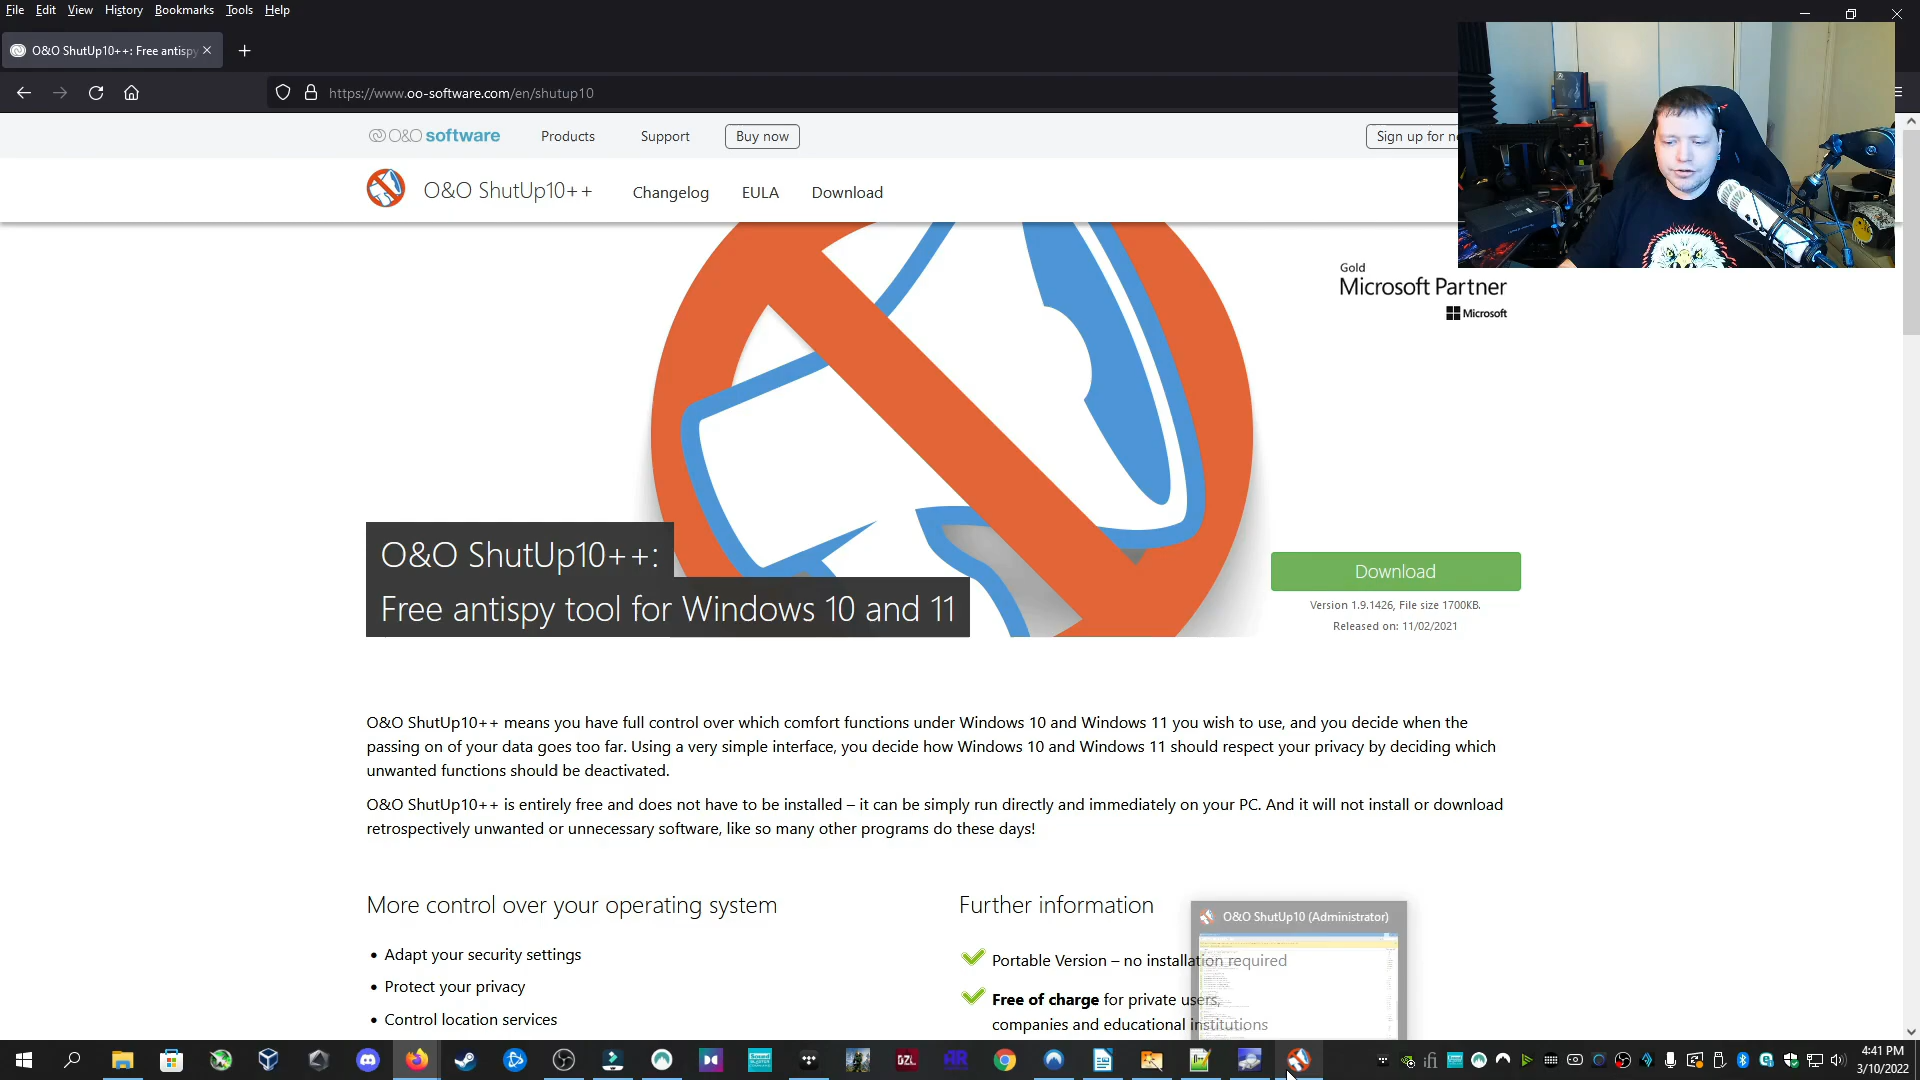 File Edit View History Bookmarks Tools Help
O&O ShutUp10++: Free antispy
https://www.oo-software.com/en/shutup10
O&O software Products Support Buy now Sign up for
O&O ShutUp10++ Changelog EULA Download
Gold
Microsoft Partner
Microsoft
O&O ShutUp10++:
Free antispy tool for Windows 10 and 11
Download
Version 1.9.1426, File size 1700KB.
Released on: 11/02/2021
O&O ShutUp10++ means you have full control over which comfort functions under Windows 10 and Windows 11 you wish to use, and you decide when the
passing on of your data goes too far. Using a very simple interface, you decide how Windows 10 and Windows 11 should respect your privacy by deciding which
unwanted functions should be deactivated.
O&O ShutUp10++ is entirely free and does not have to be installed – it can be simply run directly and immediately on your PC. And it will not install or download
retrospectively unwanted or unnecessary software, like so many other programs do these days!
More control over your operating system
• Adapt your security settings
• Protect your privacy
• Control location services
Further information
Portable Version – no installation required
Free of charge for private users,
companies and educational institutions
O&O ShutUp10 (Administrator)
4:41 PM
3/10/2022